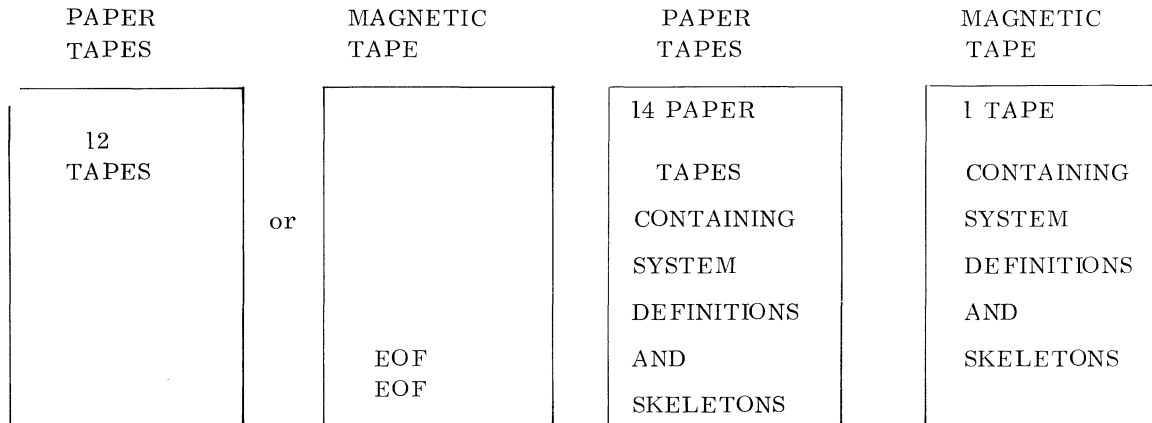 PAPER
TAPES
12
TAPES
or
MAGNETIC
TAPE
EOF
EOF
PAPER
TAPES
14 PAPER
TAPES
CONTAINING
SYSTEM
DEFINITIONS
AND
SKELETONS
MAGNETIC
TAPE
1 TAPE
CONTAINING
SYSTEM
DEFINITIONS
AND
SKELETONS